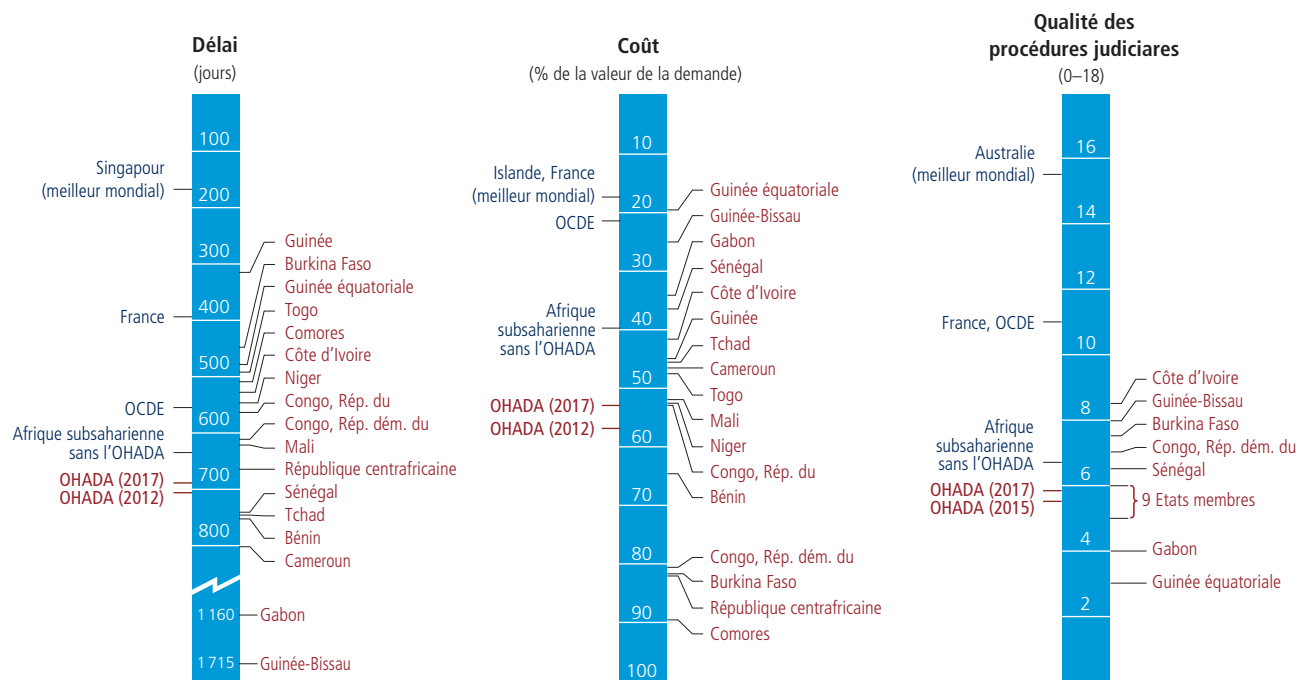 Délai
(jours)
100
200
300
400
500
600
700
800
1 160
1 715
Singapour
(meilleur mondial)
France
OCDE
Afrique subsaharienne
sans l'OHADA
OHADA (2017)
OHADA (2012)
Guinée
Burkina Faso
Guinée équatoriale
Togo
Comores
Côte d'Ivoire
Niger
Congo, Rép. du
Congo, Rép. dém. du
Mali
République centrafricaine
Sénégal
Tchad
Bénin
Cameroun
Gabon
Guinée-Bissau
Coût
(% de la valeur de la demande)
10
20
30
40
50
60
70
80
90
100
Islande, France
(meilleur mondial)
OCDE
Afrique
subsaharienne
sans l'OHADA
OHADA (2017)
OHADA (2012)
Guinée équatoriale
Guinée-Bissau
Gabon
Sénégal
Côte d'Ivoire
Guinée
Tchad
Cameroun
Togo
Mali
Niger
Congo, Rép. du
Bénin
Congo, Rép. dém. du
Burkina Faso
République centrafricaine
Comores
Qualité des
procédures judiciares
(0–18)
16
14
12
10
8
6
4
2
Australie
(meilleur mondial)
France, OCDE
Afrique
subsaharienne
sans l'OHADA
OHADA (2017)
OHADA (2015)
Côte d'Ivoire
Guinée-Bissau
Burkina Faso
Congo, Rép. dém. du
Sénégal
9 Etats membres
Gabon
Guinée équatoriale